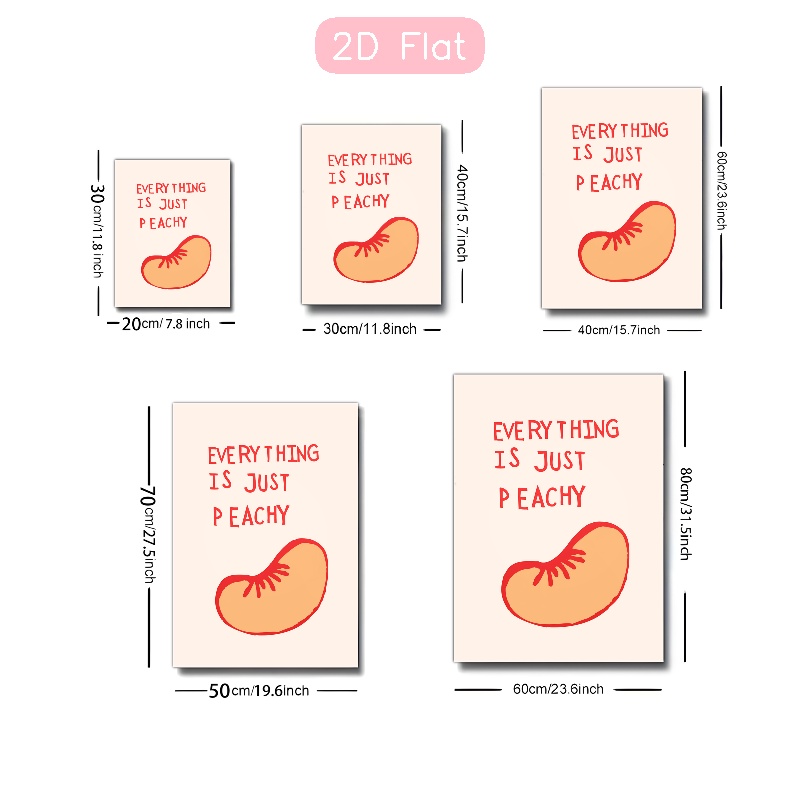 2D Flat
EVERYTHING
IS JUST
PEACHY
30cm/11.8 inch
20cm/ 7.8 inch
EVERYTHING
IS JUST
PEACHY
40cm/15.7inch
30cm/11.8inch
EVERYTHING
IS JUST
PEACHY
60cm/23.6inch
40cm/15.7inch
EVERYTHING
IS JUST
PEACHY
70cm/27.5inch
50cm/19.6inch
EVERYTHING
IS JUST
PEACHY
80cm/31.5inch
60cm/23.6inch